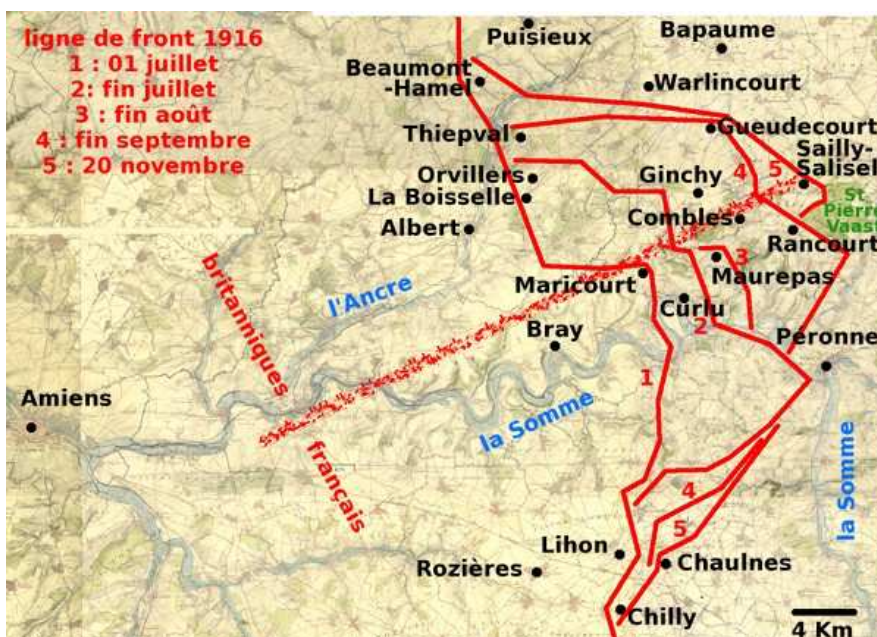 ligne de front 1916
1 : 01 juillet
2: fin juillet
3 : fin août
4 : fin septembre
5 : 20 novembre
Puisieux
Bapaume
Beaumont
-Hamel
Warlincourt
Thiepval
Gueudecourt
Sailly-
Salisel
Orvillers
Ginchy
4
5
La Boisselle
St
Pierre
Vaast
Combles
Albert
Rancourt
3
Maurepas
britanniques
l'Ancre
Maricourt
Curlu
2
Bray
Péronne
1
Amiens
la Somme
français
la Somme
4
5
Lihon
Rozières
Chaulnes
Chilly
4 Km